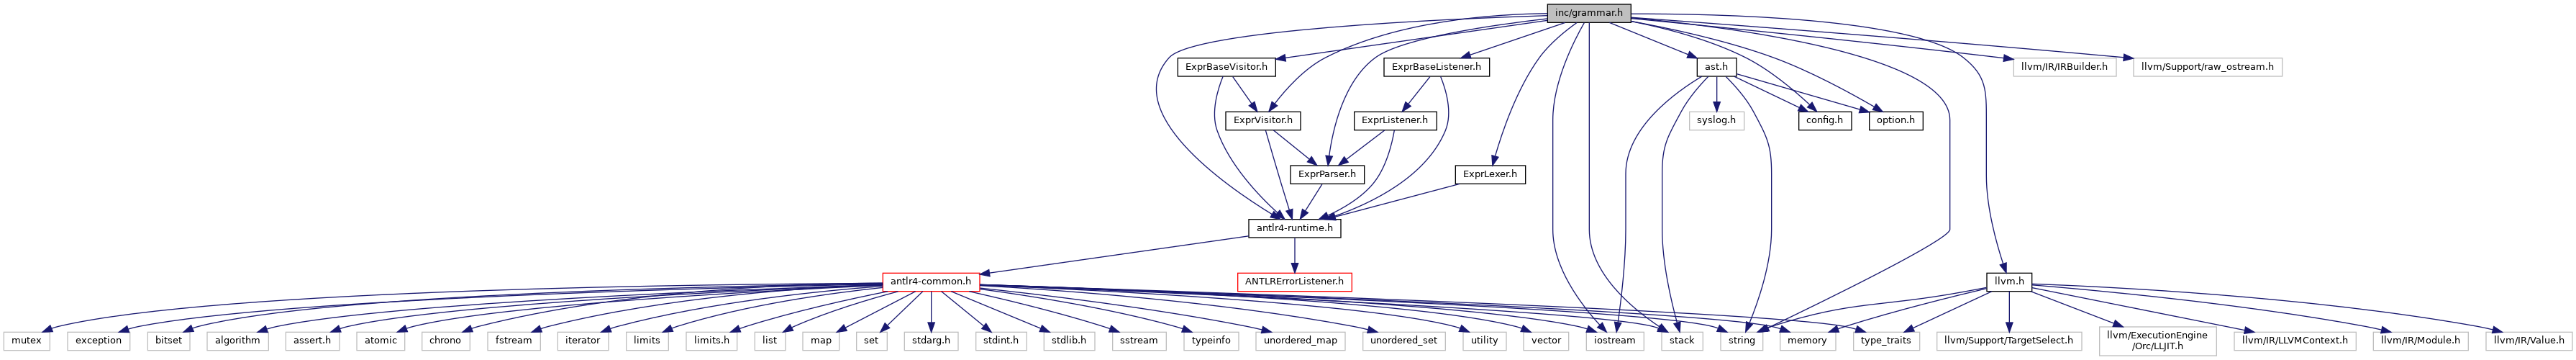 inc/grammar.h
ExprBaseVisitor.h
ExprBaseListener.h
ast.h
llvm/IR/IRBuilder.h
llvm/Support/raw_ostream.h
ExprVisitor.h
ExprListener.h
syslog.h
config.h
option.h
ExprParser.h
ExprLexer.h
antlr4-runtime.h
antlr4-common.h
ANTLRErrorListener.h
llvm.h
mutex
exception
bitset
algorithm
assert.h
atomic
chrono
fstream
iterator
limits
limits.h
list
map
set
stdarg.h
stdint.h
stdlib.h
sstream
typeinfo
unordered_map
unordered_set
utility
vector
iostream
stack
string
memory
type_traits
llvm/Support/TargetSelect.h
llvm/ExecutionEngine
/Orc/LLJIT.h
llvm/IR/LLVMContext.h
llvm/IR/Module.h
llvm/IR/Value.h